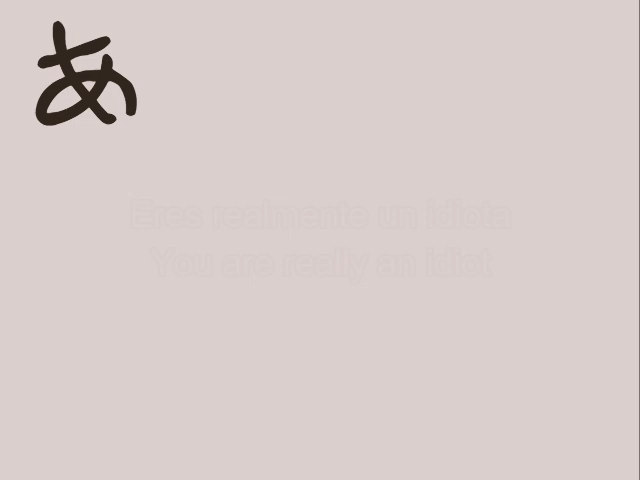 あ
Eres realmente un idiota
You are really an idiot